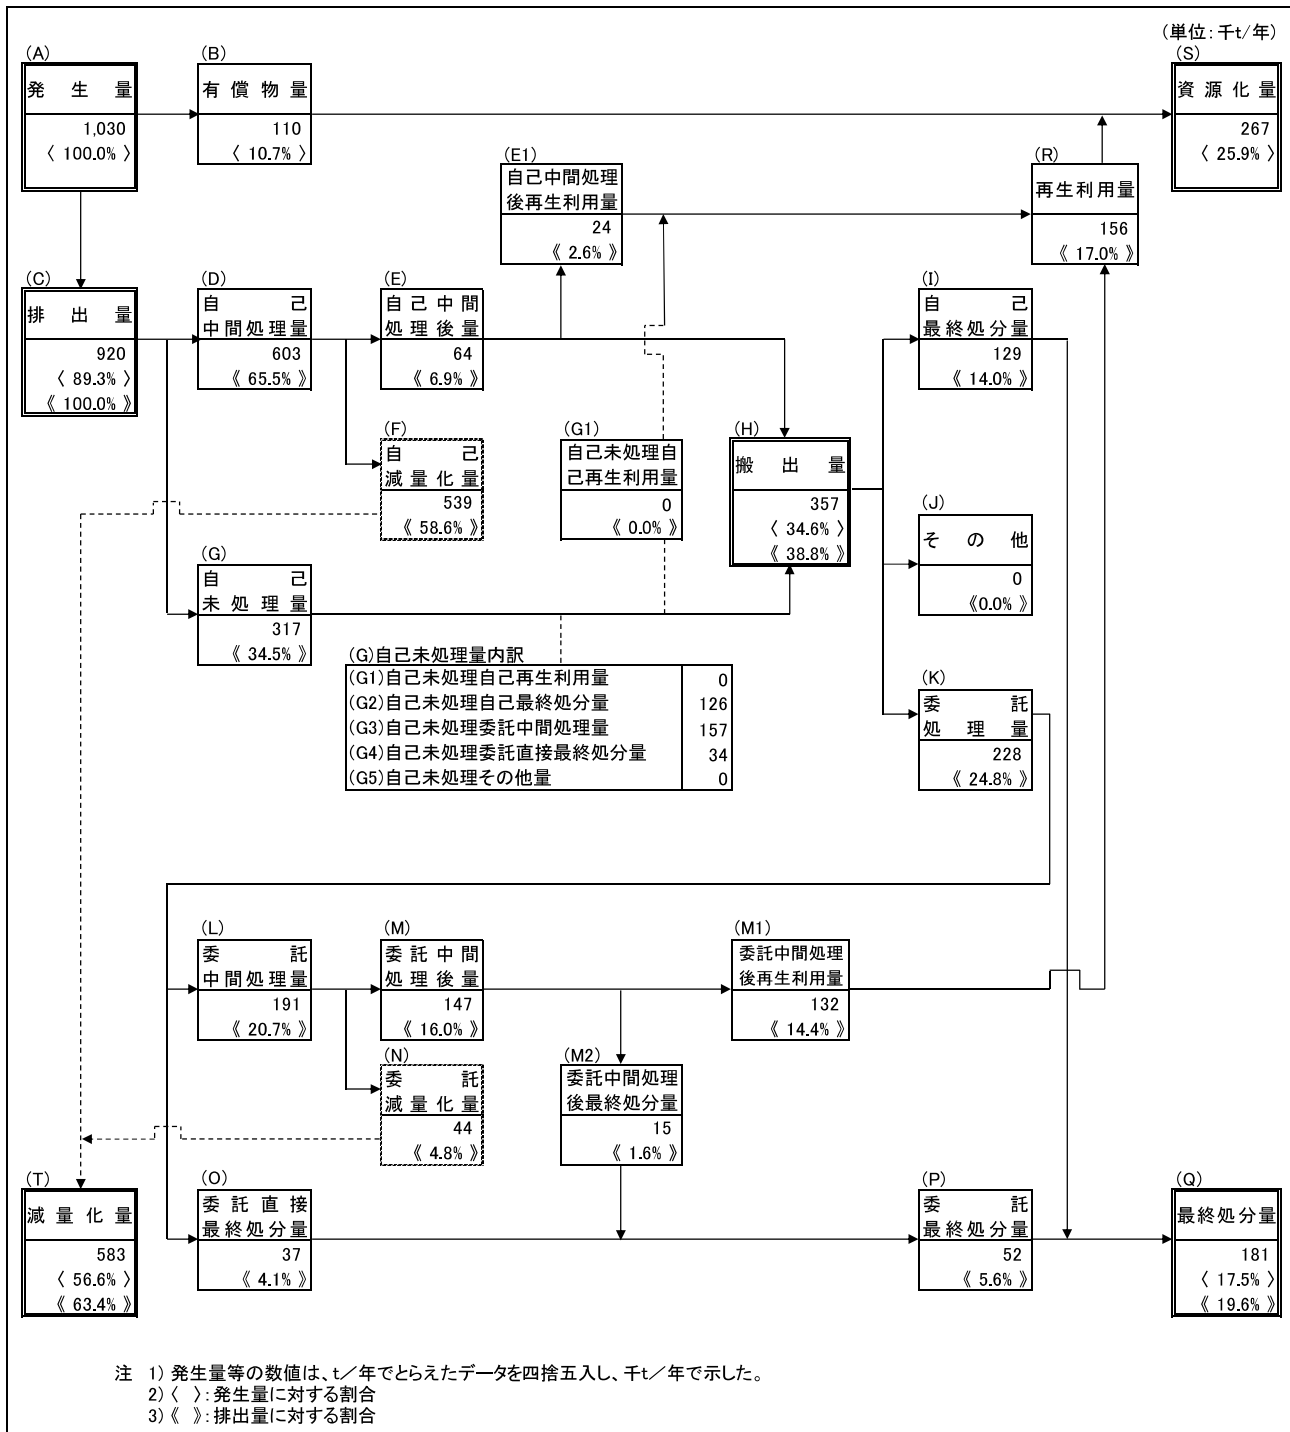 (単位：千t/年)
(A)
発生量
1,030
〈 100.0% 〉
(B)
有償物量
110
〈 10.7% 〉
(S)
資源化量
267
〈 25.9% 〉
(E1)
自己中間処理
後再生利用量
24
《 2.6% 》
(R)
再生利用量
156
《 17.0% 》
(C)
排出量
920
〈 89.3% 〉
《 100.0% 》
(D)
自己
中間処理量
603
《 65.5% 》
(E)
自己中間
処理後量
64
《 6.9% 》
(I)
自己
最終処分量
129
《 14.0% 》
(F)
自己
減量化量
539
《 58.6% 》
(G1)
自己未処理自
己再生利用量
0
《 0.0% 》
(H)
搬出量
357
〈 34.6% 〉
《 38.8% 》
(J)
その他
0
《0.0% 》
(G)
自己
未処理量
317
《 34.5% 》
(G)自己未処理量内訳
(G1)自己未処理自己再生利用量 0
(G2)自己未処理自己最終処分量 126
(G3)自己未処理委託中間処理量 157
(G4)自己未処理委託直接最終処分量 34
(G5)自己未処理その他量 0
(K)
委託
処理量
228
《 24.8% 》
(L)
委託
中間処理量
191
《 20.7% 》
(M)
委託中間
処理後量
147
《 16.0% 》
(M1)
委託中間処理
後再生利用量
132
《 14.4% 》
(N)
委託
減量化量
44
《 4.8% 》
(M2)
委託中間処理
後最終処分量
15
《 1.6% 》
(T)
減量化量
583
〈 56.6% 〉
《 63.4% 》
(O)
委託直接
最終処分量
37
《 4.1% 》
(P)
委託
最終処分量
52
《 5.6% 》
(Q)
最終処分量
181
〈 17.5% 〉
《 19.6% 》
注 1) 発生量等の数値は、t／年でとらえたデータを四捨五入し、千t／年で示した。
2) 〈 〉：発生量に対する割合
3) 《 》：排出量に対する割合